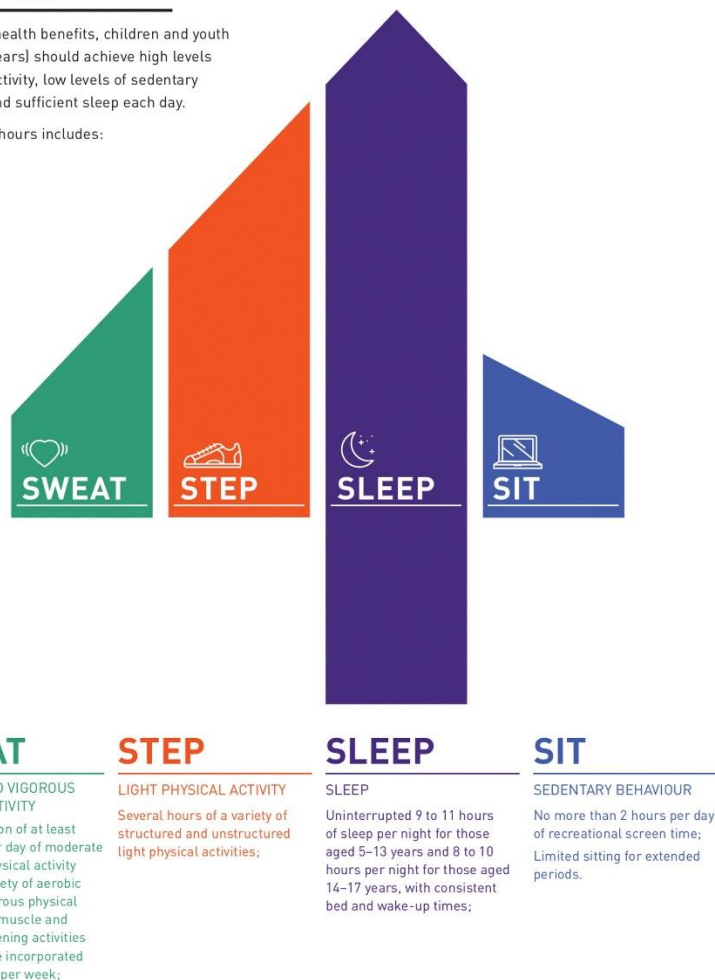 health benefits, children and youth
ears) should achieve high levels
ctivity, low levels of sedentary
nd sufficient sleep each day.
hours includes:
SWEAT
STEP
SLEEP
SIT
AT
O VIGOROUS
TIVITY
on of at least
r day of moderate
ysical activity
ety of aerobic
rous physical
muscle and
ening activities
e incorporated
per week;
STEP
LIGHT PHYSICAL ACTIVITY
Several hours of a variety of
structured and unstructured
light physical activities;
SLEEP
SLEEP
Uninterrupted 9 to 11 hours
of sleep per night for those
aged 5–13 years and 8 to 10
hours per night for those aged
14–17 years, with consistent
bed and wake-up times;
SIT
SEDENTARY BEHAVIOUR
No more than 2 hours per day
of recreational screen time;
Limited sitting for extended
periods.